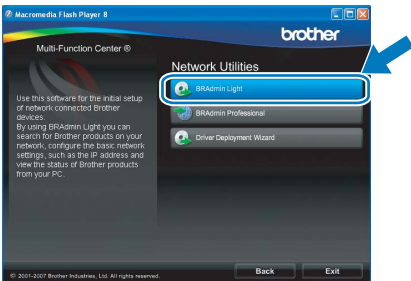 Macromedia Flash Player 8
brother
Multi-Function Center ®
Network Utilities
BRAdmin Light
BRAdmin Professional
Driver Deployment Wizard
Use this software for the initial setup
of network connected Brother
devices.
By using BRAdmin Light you can
search for Brother products on your
network, configure the basic network
settings, such as the IP address and
view the status of Brother products
from your PC.
© 2001-2007 Brother Industries, Ltd. All rights reserved.
Back
Exit